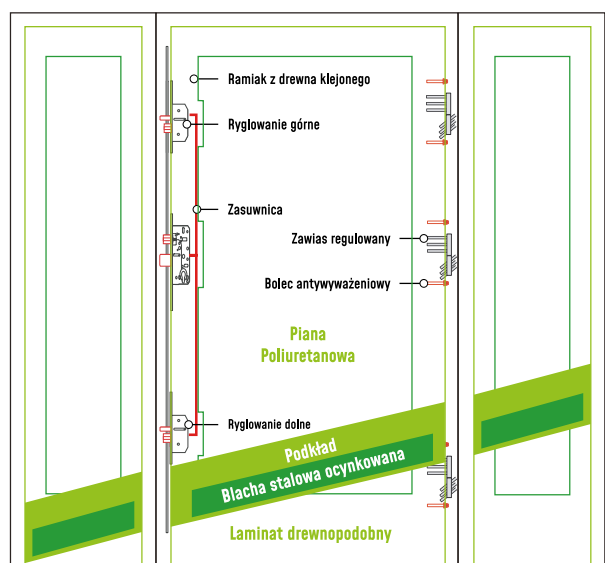 Ramiak z drewna klejonego
Ryglowanie górne
Zasuwnica
Zawias regulowany
Bolec antywyważeniowy
Piana
Poliuretanowa
Ryglowanie dolne
Podkład
Blacha stalowa ocynkowana
Laminat drewnopodobny